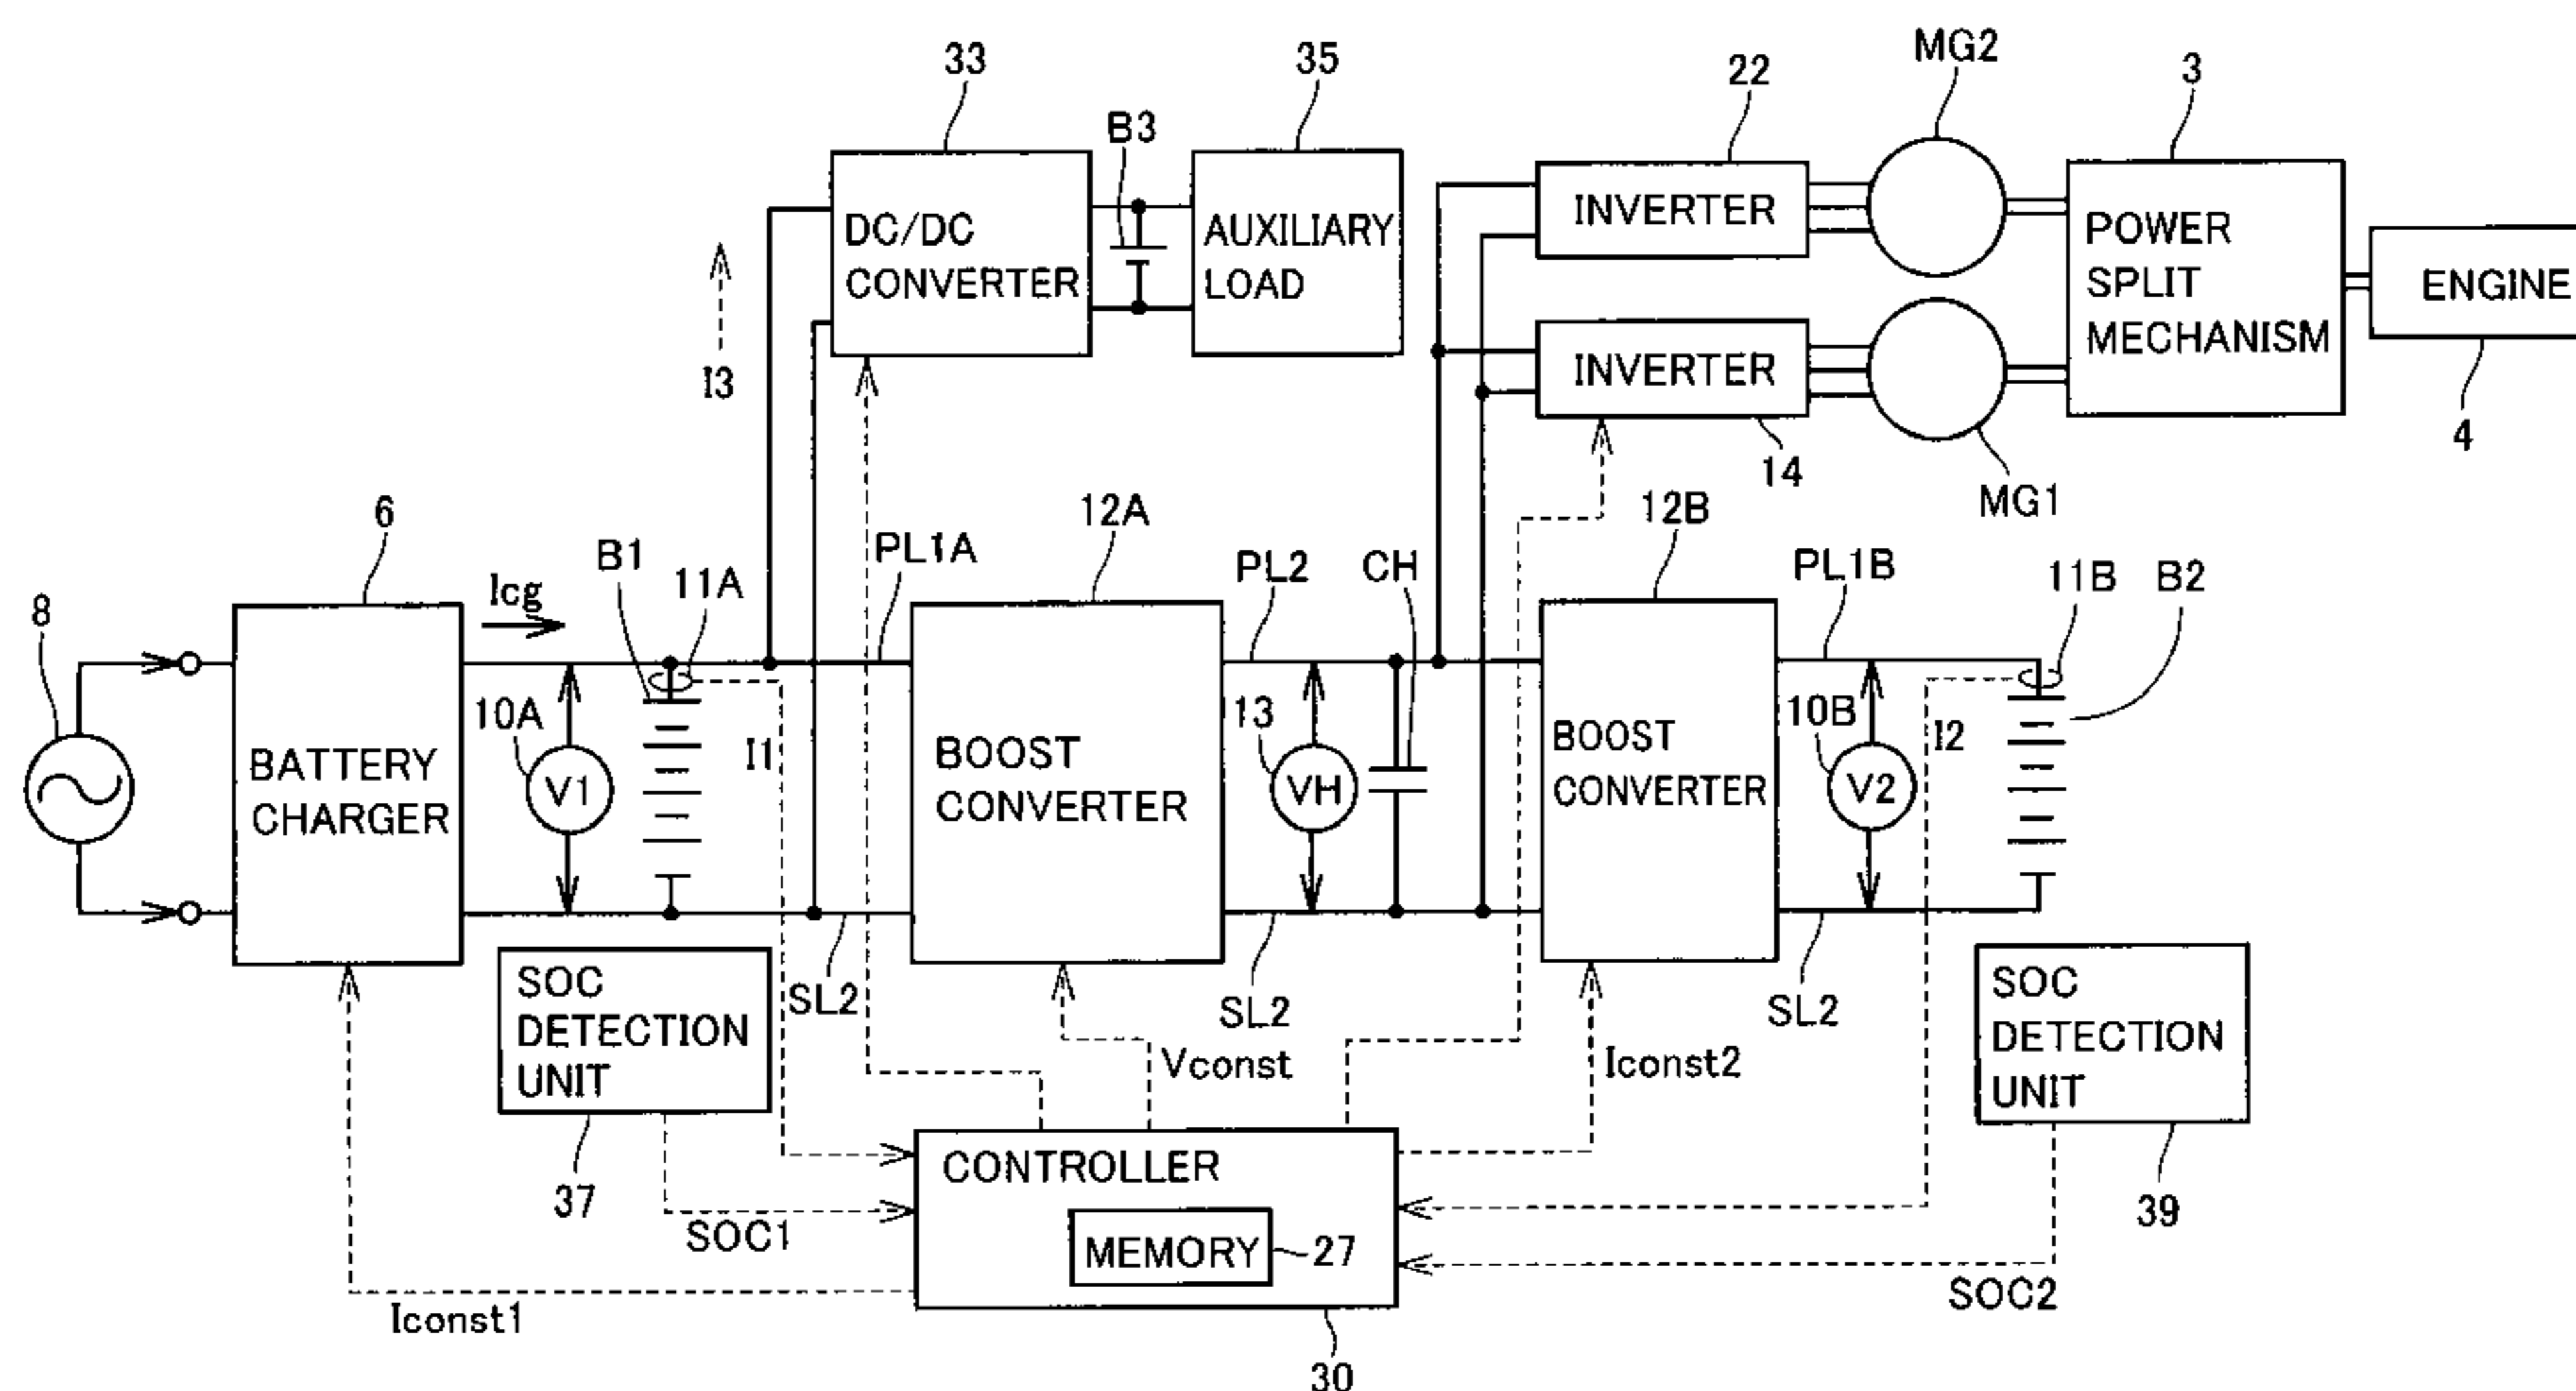 33
35
22
MG2
3
B3
DC/DC
CONVERTER
AUXILIARY
LOAD
INVERTER
POWER
SPLIT
MECHANISM
ENGINE
INVERTER
I3
14
MG1
4
6
12A
12B
B1
11A
PL1A
PL2
CH
PL1B
11B
B2
Icg
8
10A
V1
I1
BATTERY
CHARGER
BOOST
CONVERTER
13
VH
BOOST
CONVERTER
10B
V2
I2
SL2
SL2
SL2
SOC
DETECTION
UNIT
SOC
DETECTION
UNIT
Vconst
Iconst2
37
39
CONTROLLER
MEMORY
27
SOC1
SOC2
Iconst1
30